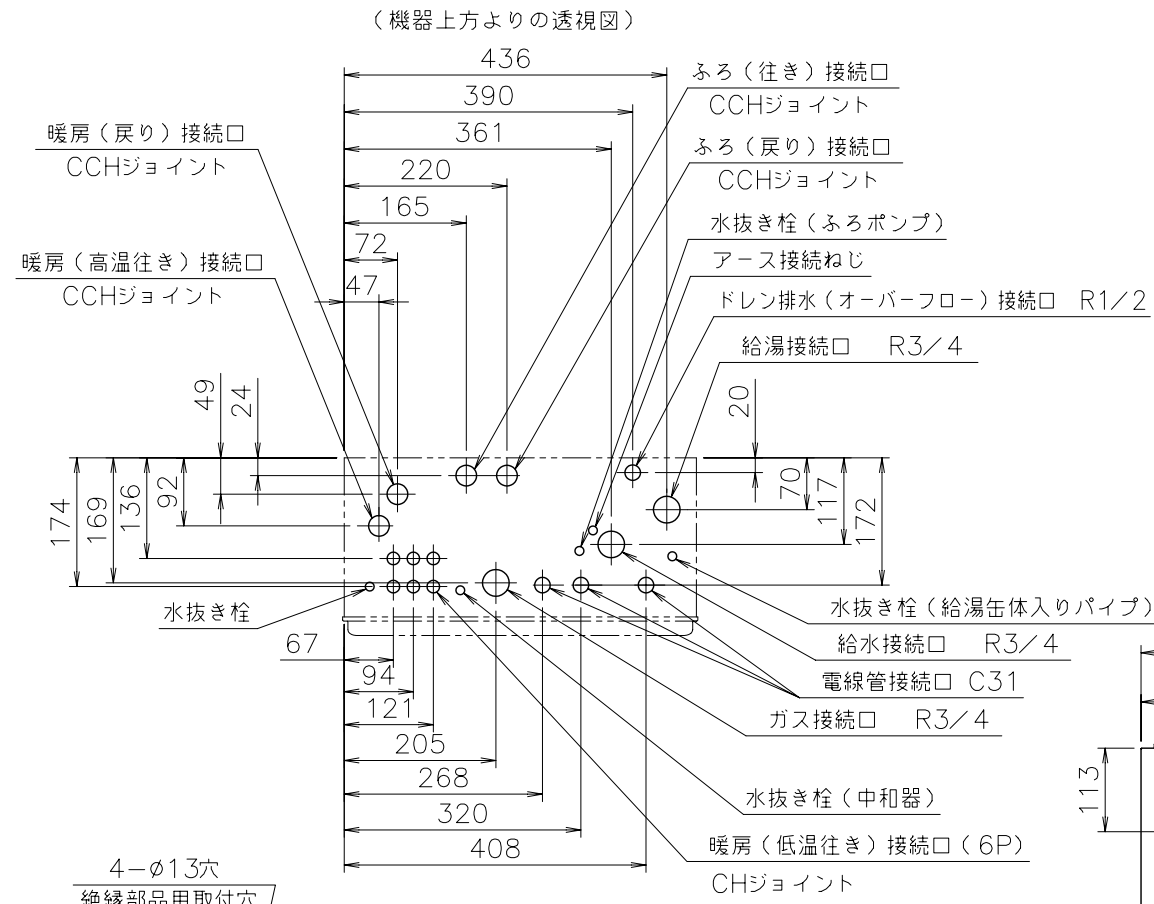 （機器上方よりの透視図）
436
390
361
220
165
72
47
ふろ（往き）接続口
CCHジョイント
ふろ（戻り）接続口
CCHジョイント
水抜き栓（ふろポンプ）
アース接続ねじ
ドレン排水（オーバーフロー）接続口 R1/2
給湯接続口 R3/4
暖房（戻り）接続口
CCHジョイント
暖房（高温往き）接続口
CCHジョイント
49
24
20
174
169
136
92
70
117
172
水抜き栓
67
94
121
205
268
320
408
水抜き栓（給湯缶体入りパイプ）
給水接続口 R3/4
電線管接続口 C31
ガス接続口 R3/4
水抜き栓（中和器）
暖房（低温往き）接続口（6P）
CHジョイント
113
4-φ13穴
絶縁部品用取付穴